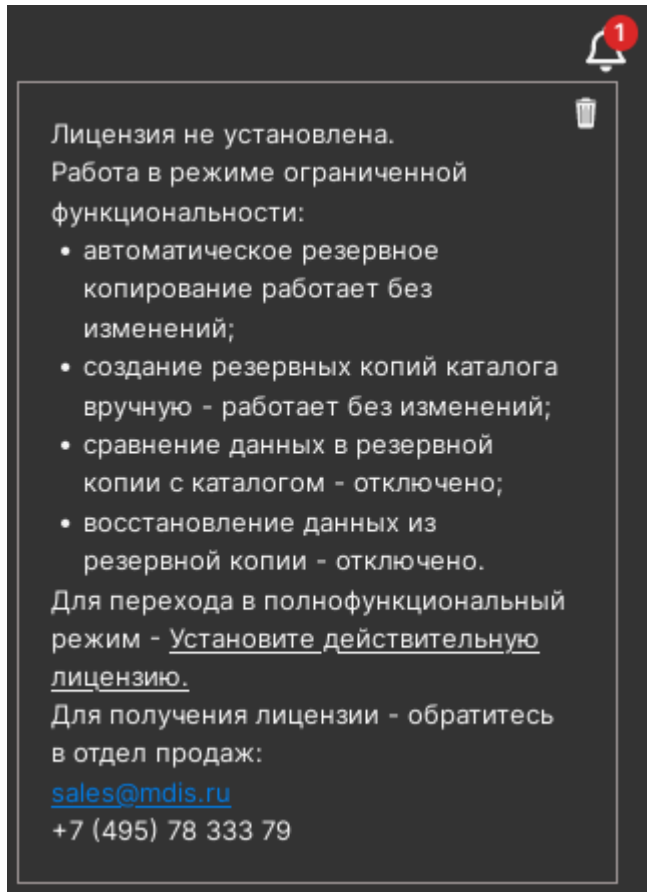 1
Лицензия не установлена.
Работа в режиме ограниченной
функциональности:
• автоматическое резервное
копирование работает без
изменений;
• создание резервных копий каталога
вручную - работает без изменений;
• сравнение данных в резервной
копии с каталогом - отключено;
• восстановление данных из
резервной копии - отключено.
Для перехода в полнофункциональный
режим - Установите действительную
лицензию.
Для получения лицензии - обратитесь
в отдел продаж:
sales@mdis.ru
+7 (495) 78 333 79